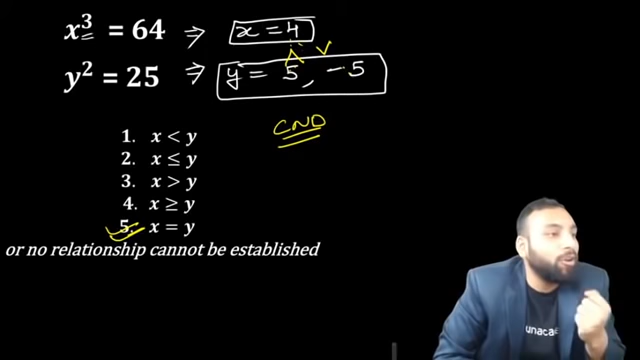 x³ = 64 ⇒ x = 4
y² = 25 ⇒ y = 5, -5
CND
1. x < y
2. x ≤ y
3. x > y
4. x ≥ y
5. x = y
or no relationship cannot be established
unaca